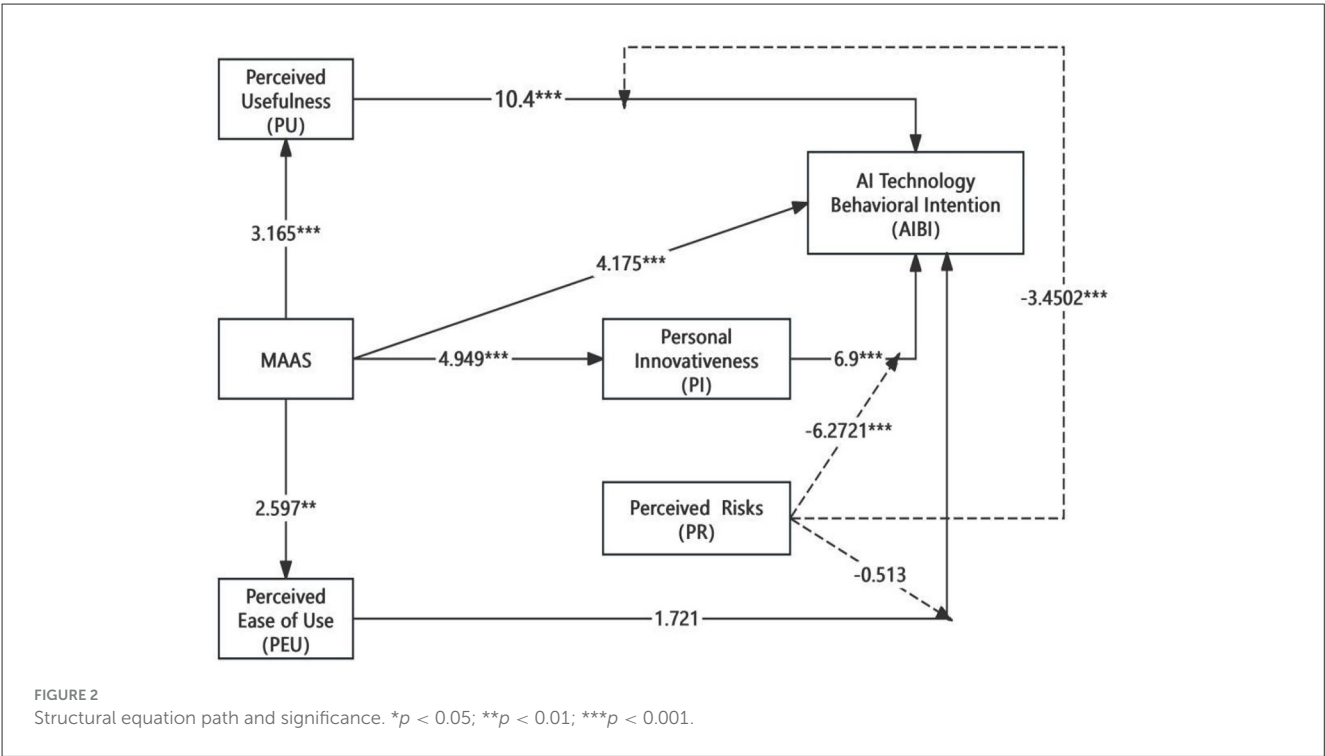 Perceived
Usefulness
(PU)
10.4***
AI Technology
Behavioral Intention
(AIBI)
3.165***
4.175***
-3.4502***
MAAS
4.949***
Personal
Innovativeness
(PI)
6.9***
-6.2721***
2.597**
Perceived Risks
(PR)
-0.513
Perceived
Ease of Use
(PEU)
1.721
FIGURE 2
Structural equation path and significance. *p < 0.05; **p < 0.01; ***p < 0.001.